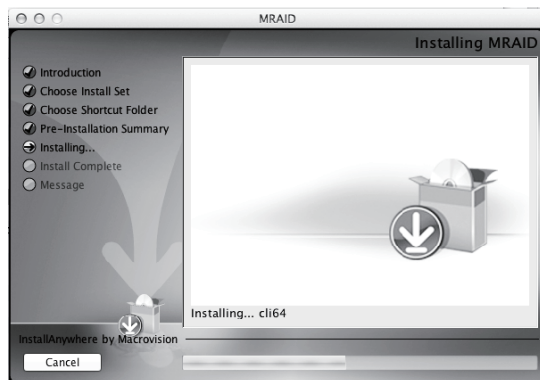 MRAID
Installing MRAID
Introduction
Choose Install Set
Choose Shortcut Folder
Pre-Installation Summary
Installing...
Install Complete
Message
Installing... cli64
InstallAnywhere by Macrovision
Cancel